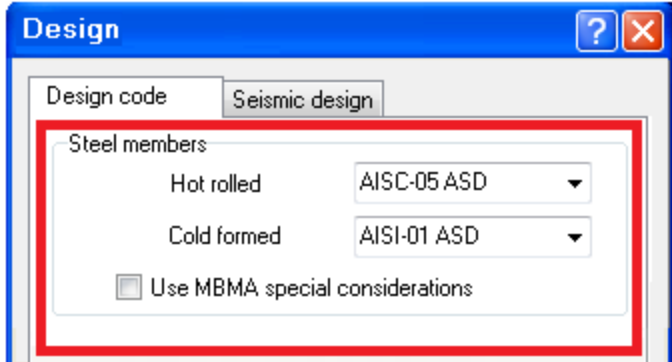 Design
?
Design code
Seismic design
Steel members
Hot rolled AISC-05 ASD
Cold formed AISI-01 ASD
Use MBMA special considerations